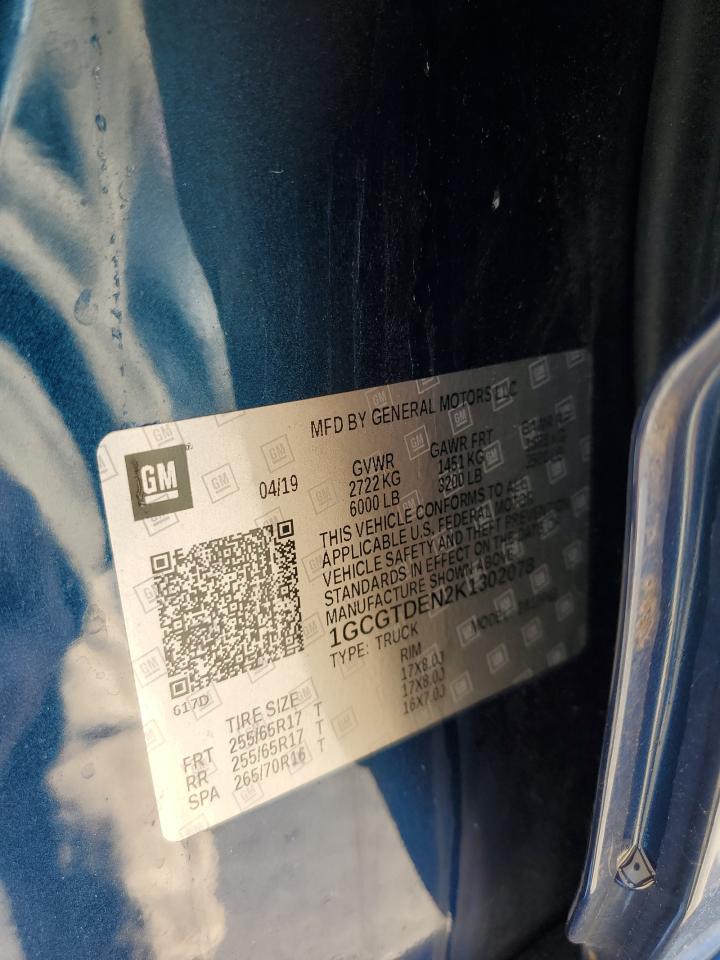 MFD BY GENERAL MOTORS LLC
GM
04/19
GVWR
2722 KG
6000 LB
GAWR FRT
1451 KG
3200 LB
THIS VEHICLE CONFORMS TO ALL
APPLICABLE U.S. FEDERAL MOTOR
VEHICLE SAFETY AND THEFT PREVENTION
STANDARDS IN EFFECT ON THE DATE OF
MANUFACTURE SHOWN ABOVE.
1GCGTDEN2K1302078
TYPE: TRUCK
MODEL:
617D
TIRE SIZE RIM
FRT 255/65R17 T 17X8.0J
RR 255/65R17 T 17X8.0J
SPA 265/70R16 T 16X7.0J